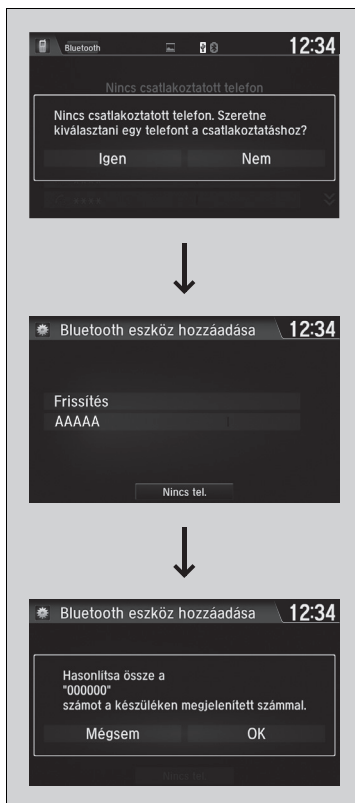 Bluetooth 12:34
Nincs csatlakoztatott telefon
Nincs csatlakoztatott telefon. Szeretne
kiválasztani egy telefont a csatlakoztatáshoz?
Igen Nem
Bluetooth eszköz hozzáadása 12:34
Frissítés
AAAAA
Nincs tel.
Bluetooth eszköz hozzáadása 12:34
Hasonlítsa össze a
"000000"
számot a készüléken megjelenített számmal.
Mégsem OK
Nincs tel.